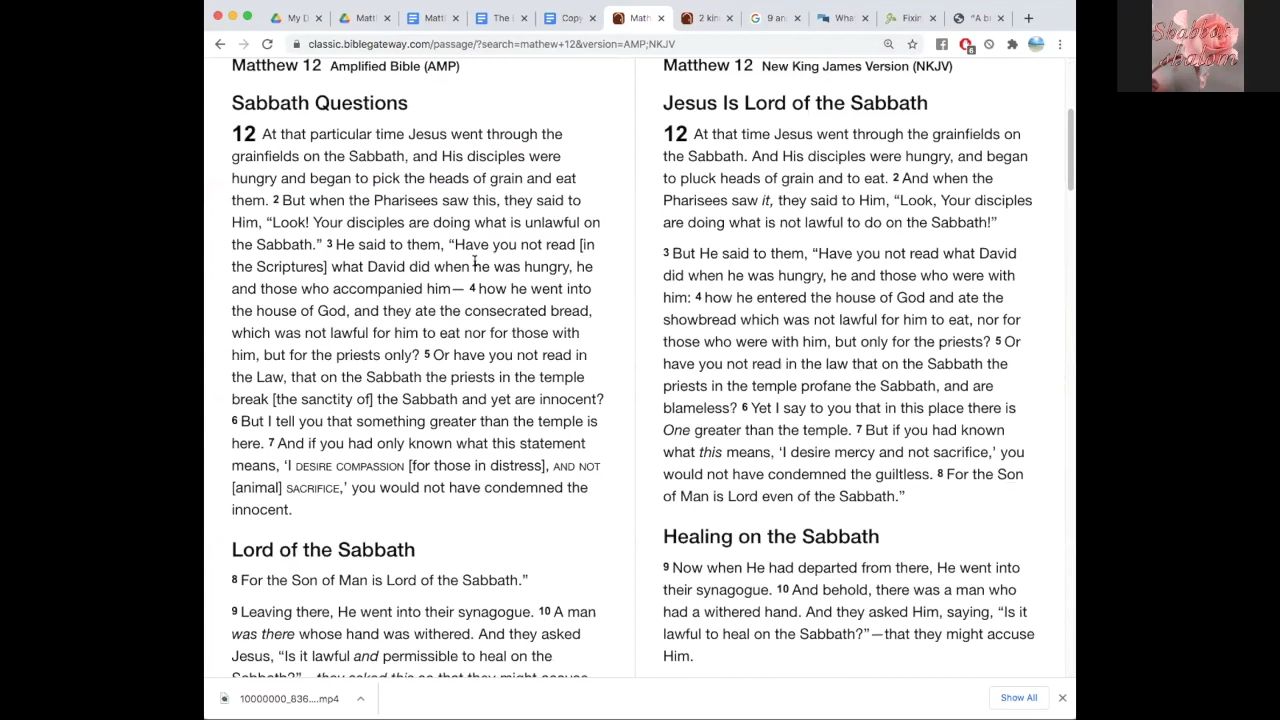 My D
Matth
Matth
The I
Copy
Math
2 kin
9 an
Wha
Fixin
"A b
classic.biblegateway.com/passage/?search=mathew+12&version=AMP;NKJV
6
Shabbat
shalom
Matthew 12 Amplified Bible (AMP)
Sabbath Questions
12 At that particular time Jesus went through the
grainfields on the Sabbath, and His disciples were
hungry and began to pick the heads of grain and eat
them. 2 But when the Pharisees saw this, they said to
Him, “Look! Your disciples are doing what is unlawful on
the Sabbath.” 3 He said to them, “Have you not read [in
the Scriptures] what David did when he was hungry, he
and those who accompanied him— 4 how he went into
the house of God, and they ate the consecrated bread,
which was not lawful for him to eat nor for those with
him, but for the priests only? 5 Or have you not read in
the Law, that on the Sabbath the priests in the temple
break [the sanctity of] the Sabbath and yet are innocent?
6 But I tell you that something greater than the temple is
here. 7 And if you had only known what this statement
means, ‘I DESIRE COMPASSION [for those in distress], AND NOT
[animal] SACRIFICE,’ you would not have condemned the
innocent.
Lord of the Sabbath
8 For the Son of Man is Lord of the Sabbath.”
9 Leaving there, He went into their synagogue. 10 A man
was there whose hand was withered. And they asked
Jesus, “Is it lawful and permissible to heal on the
Sabbath?”—they asked this so that they might accuse
Matthew 12 New King James Version (NKJV)
Jesus Is Lord of the Sabbath
12 At that time Jesus went through the grainfields on
the Sabbath. And His disciples were hungry, and began
to pluck heads of grain and to eat. 2 And when the
Pharisees saw it, they said to Him, “Look, Your disciples
are doing what is not lawful to do on the Sabbath!”
3 But He said to them, “Have you not read what David
did when he was hungry, he and those who were with
him: 4 how he entered the house of God and ate the
showbread which was not lawful for him to eat, nor for
those who were with him, but only for the priests? 5 Or
have you not read in the law that on the Sabbath the
priests in the temple profane the Sabbath, and are
blameless? 6 Yet I say to you that in this place there is
One greater than the temple. 7 But if you had known
what this means, ‘I desire mercy and not sacrifice,’ you
would not have condemned the guiltless. 8 For the Son
of Man is Lord even of the Sabbath.”
Healing on the Sabbath
9 Now when He had departed from there, He went into
their synagogue. 10 And behold, there was a man who
had a withered hand. And they asked Him, saying, “Is it
lawful to heal on the Sabbath?”—that they might accuse
Him.
10000000_836....mp4
Show All